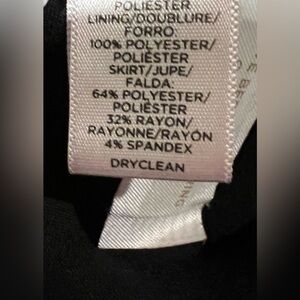 POLIESTER
LINING/DOUBLURE/
FORRO:
100% POLYESTER/
POLIÉSTER
SKIRT/JUPE/
FALDA:
64% POLYESTER/
POLIÉSTER
32% RAYON/
RAYONNE/RAYÓN
4% SPANDEX
DRYCLEAN